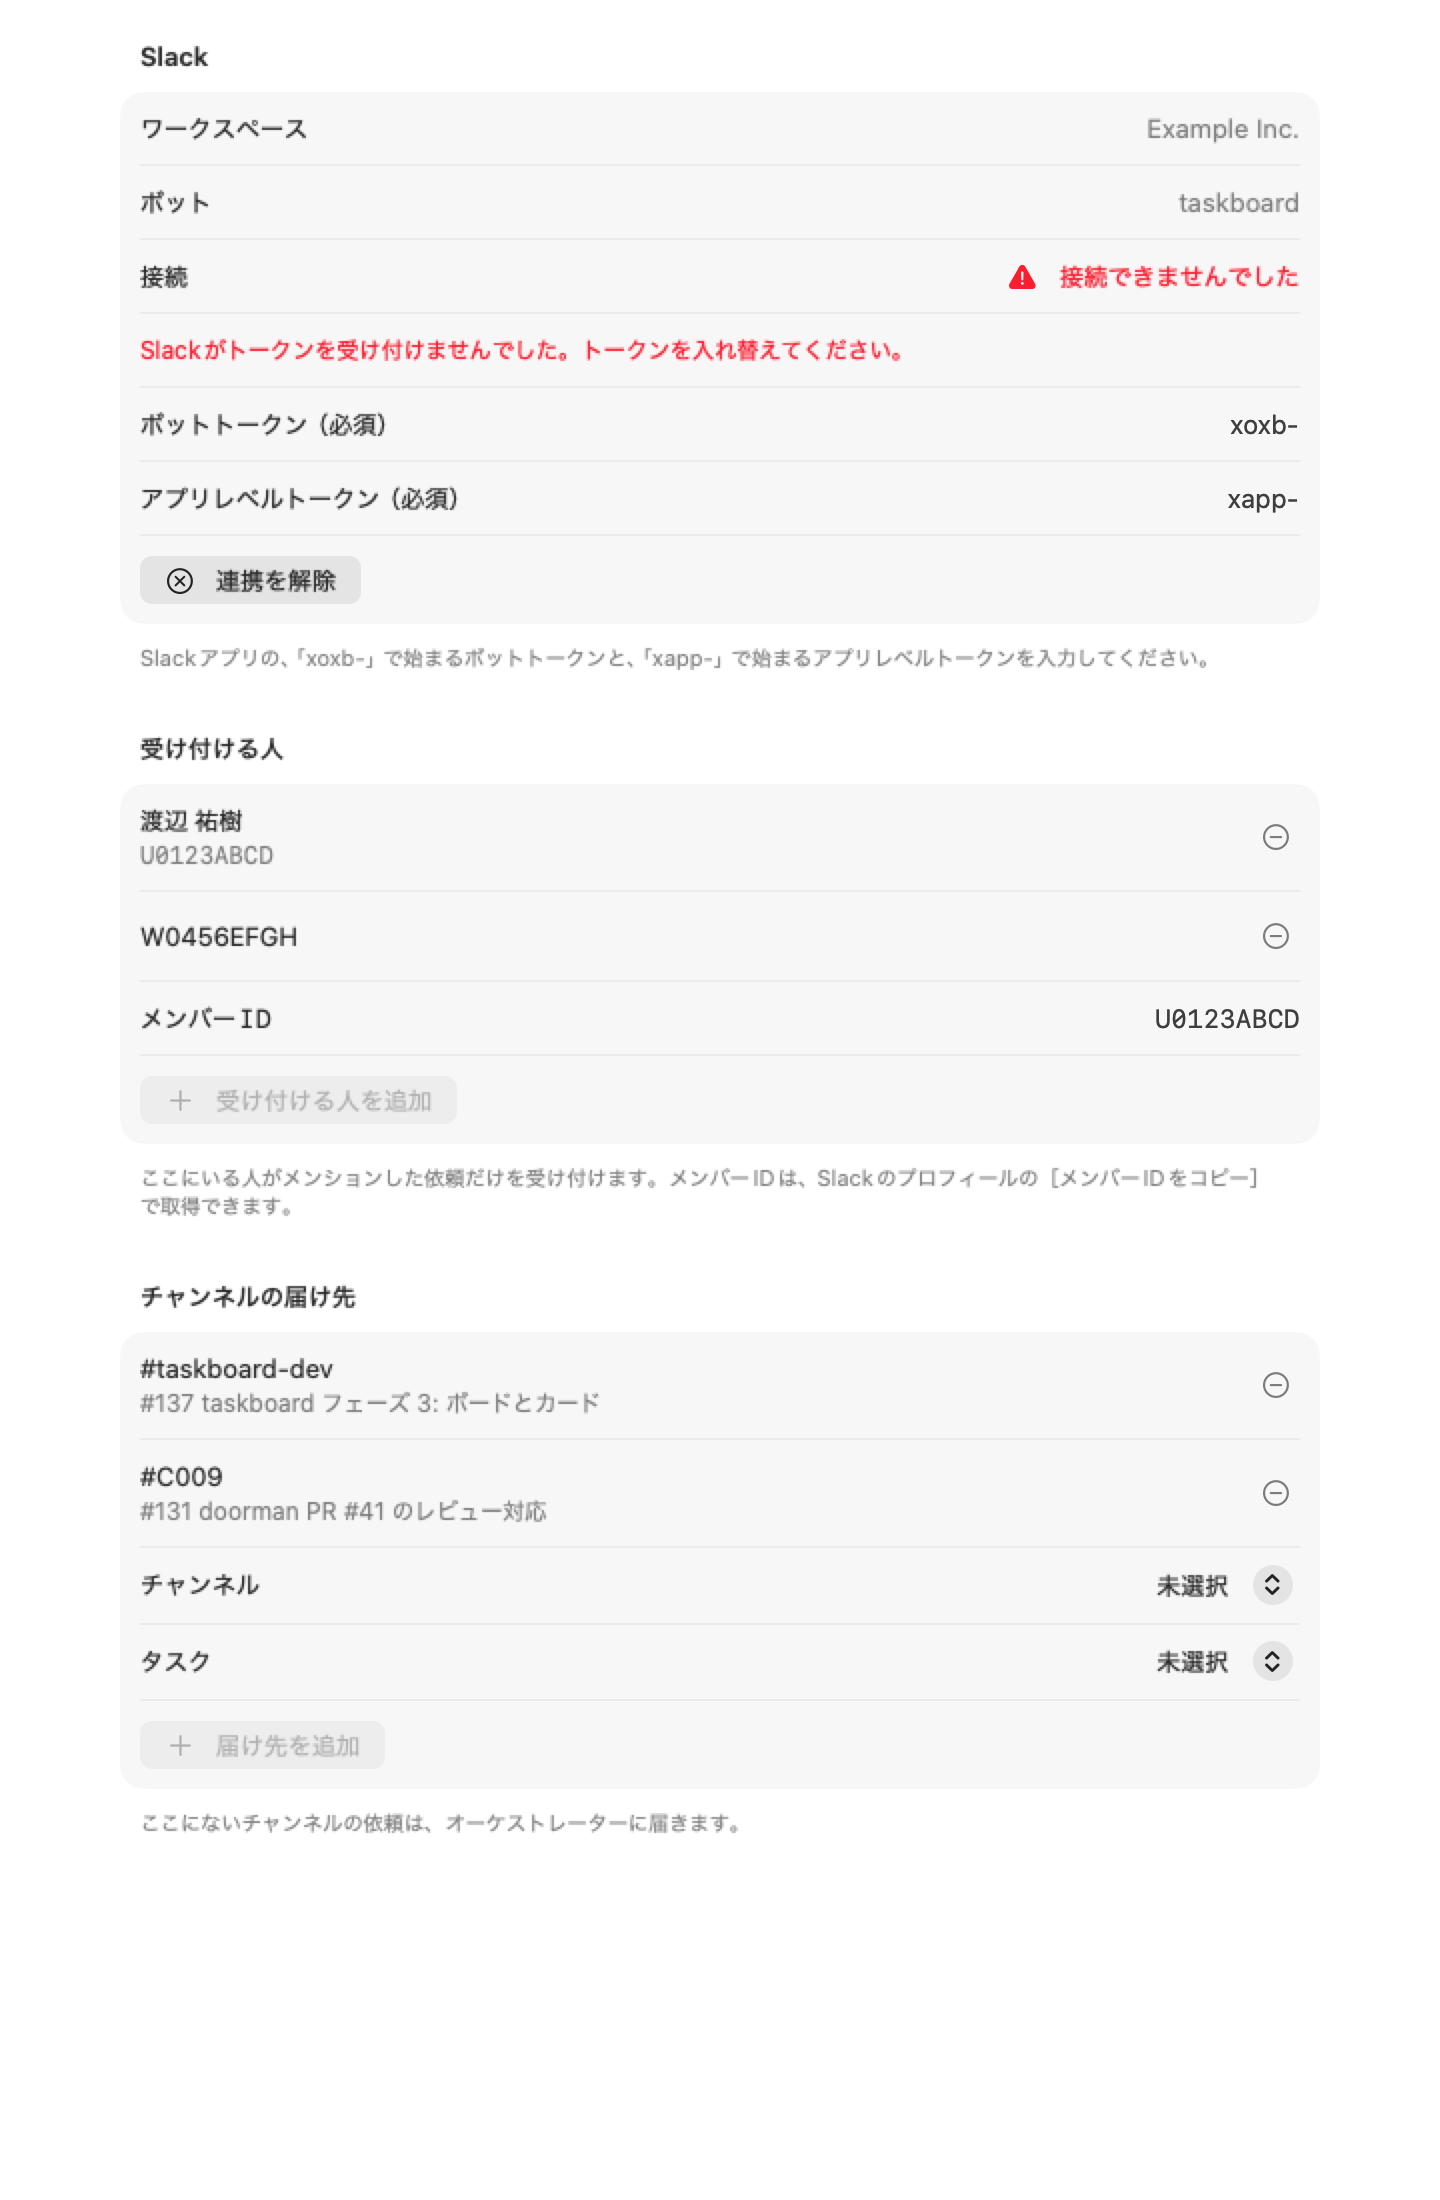 Slack
ワークスペース
Example Inc.
ボット
taskboard
接続
接続できませんでした
Slackがトークンを受け付けませんでした。トークンを入れ替えてください。
ボットトークン（必須）
xoxb-
アプリレベルトークン（必須）
xapp-
連携を解除
Slackアプリの、「xoxb-」で始まるボットトークンと、「xapp-」で始まるアプリレベルトークンを入力してください。
受け付ける人
渡辺 祐樹
U0123ABCD
W0456EFGH
メンバーID
U0123ABCD
受け付ける人を追加
ここにいる人がメンションした依頼だけを受け付けます。メンバーIDは、Slackのプロフィールの［メンバーIDをコピー］
で取得できます。
チャンネルの届け先
#taskboard-dev
#137 taskboard フェーズ 3: ボードとカード
#C009
#131 doorman PR #41 のレビュー対応
チャンネル
未選択
タスク
未選択
届け先を追加
ここにないチャンネルの依頼は、オーケストレーターに届きます。